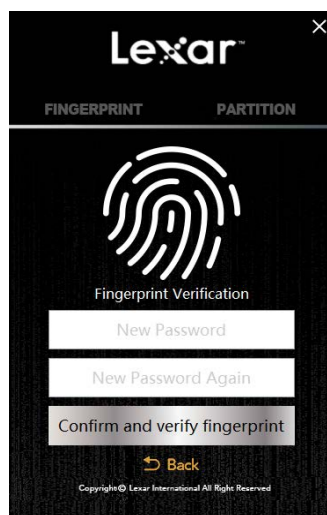 Lexar™
FINGERPRINT PARTITION
Fingerprint Verification
New Password
New Password Again
Confirm and verify fingerprint
Back
Copyright© Lexar International All Right Reserved